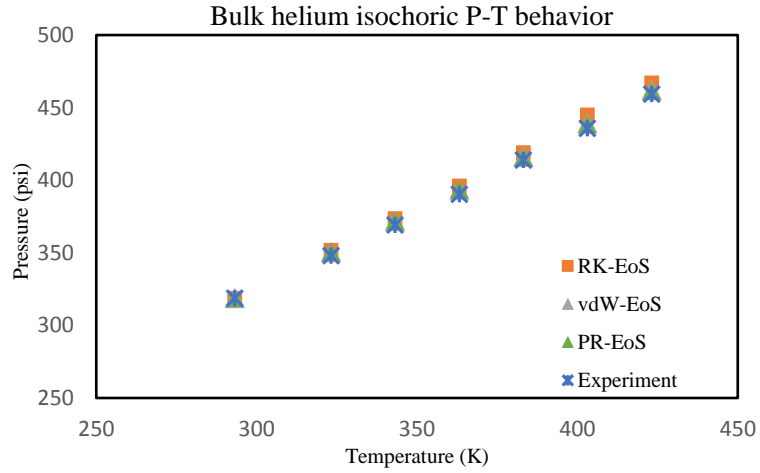 Bulk helium isochoric P-T behavior
500
450
400
350
300
250
Pressure (psi)
RK-EoS
vdW-EoS
PR-EoS
Experiment
250
300
350
400
450
Temperature (K)